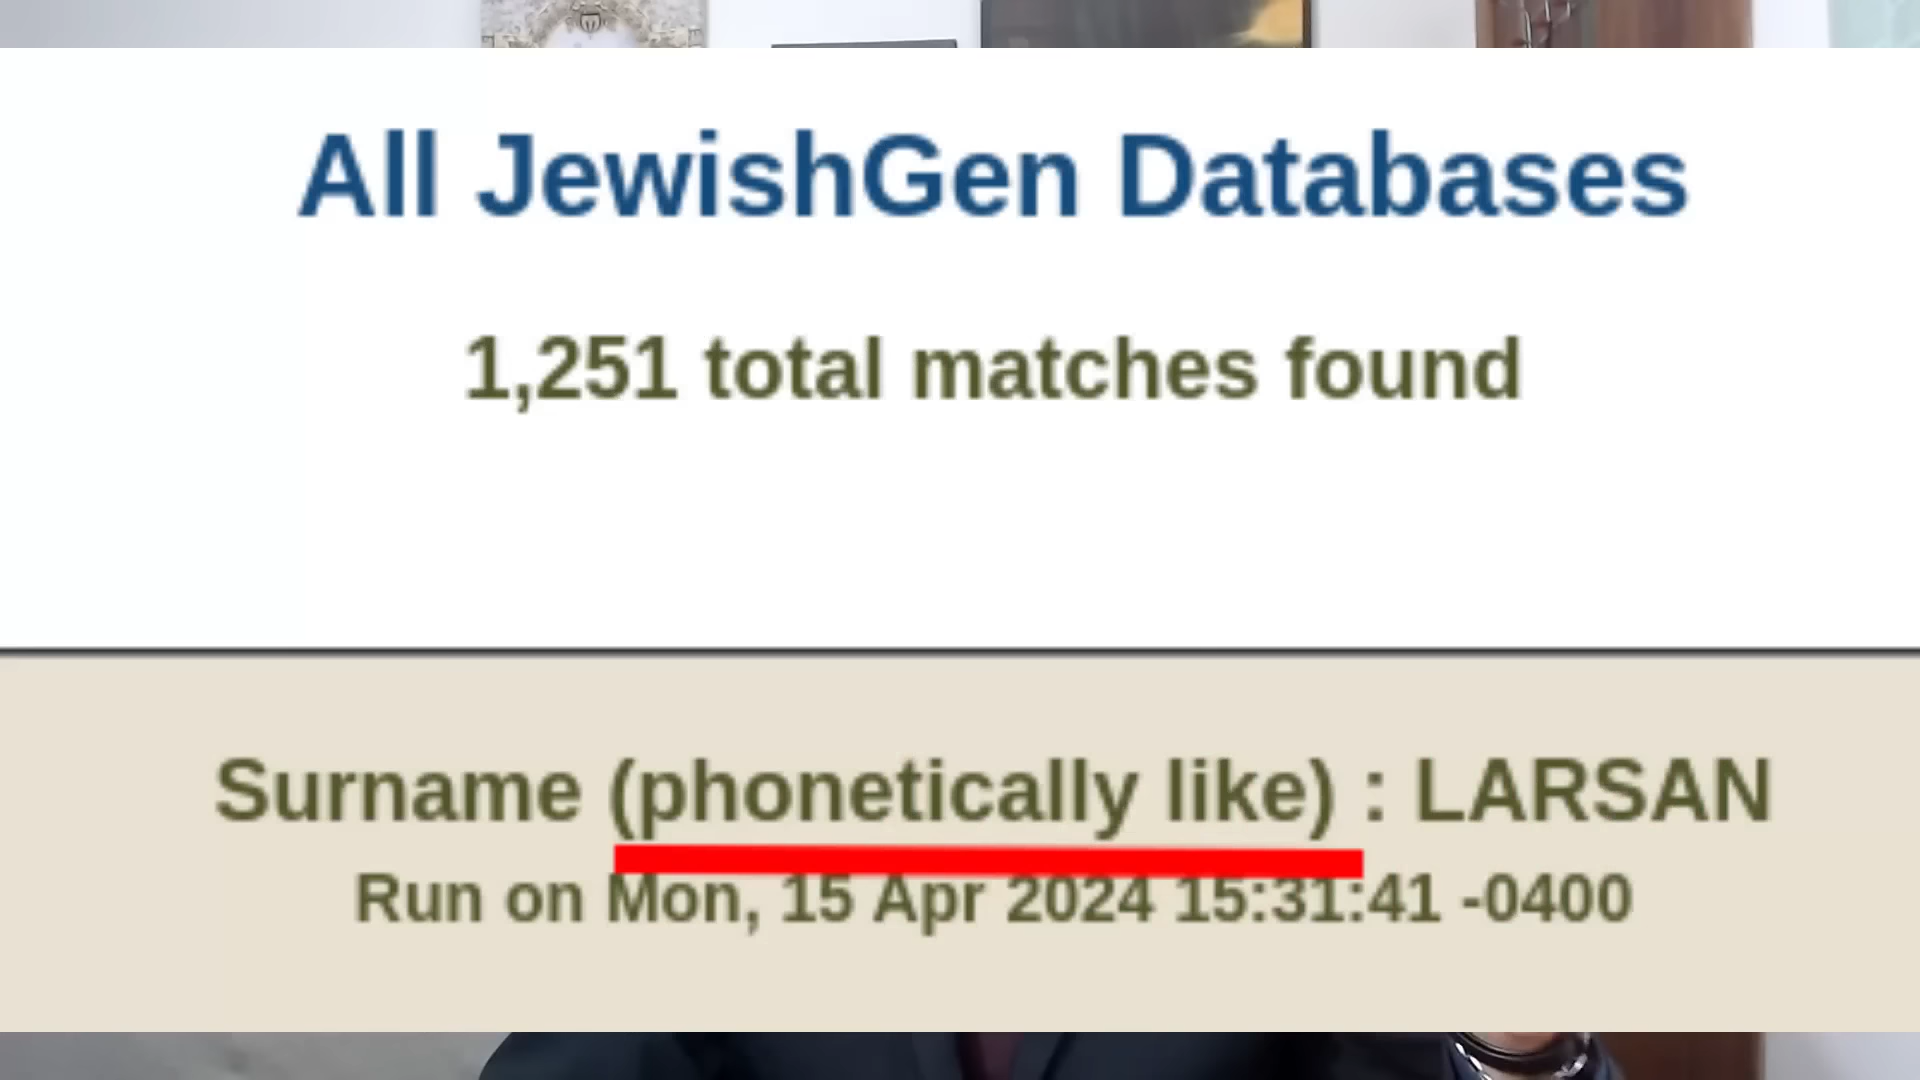 All JewishGen Databases
1,251 total matches found
Surname (phonetically like) : LARSAN
Run on Mon, 15 Apr 2024 15:31:41 -0400